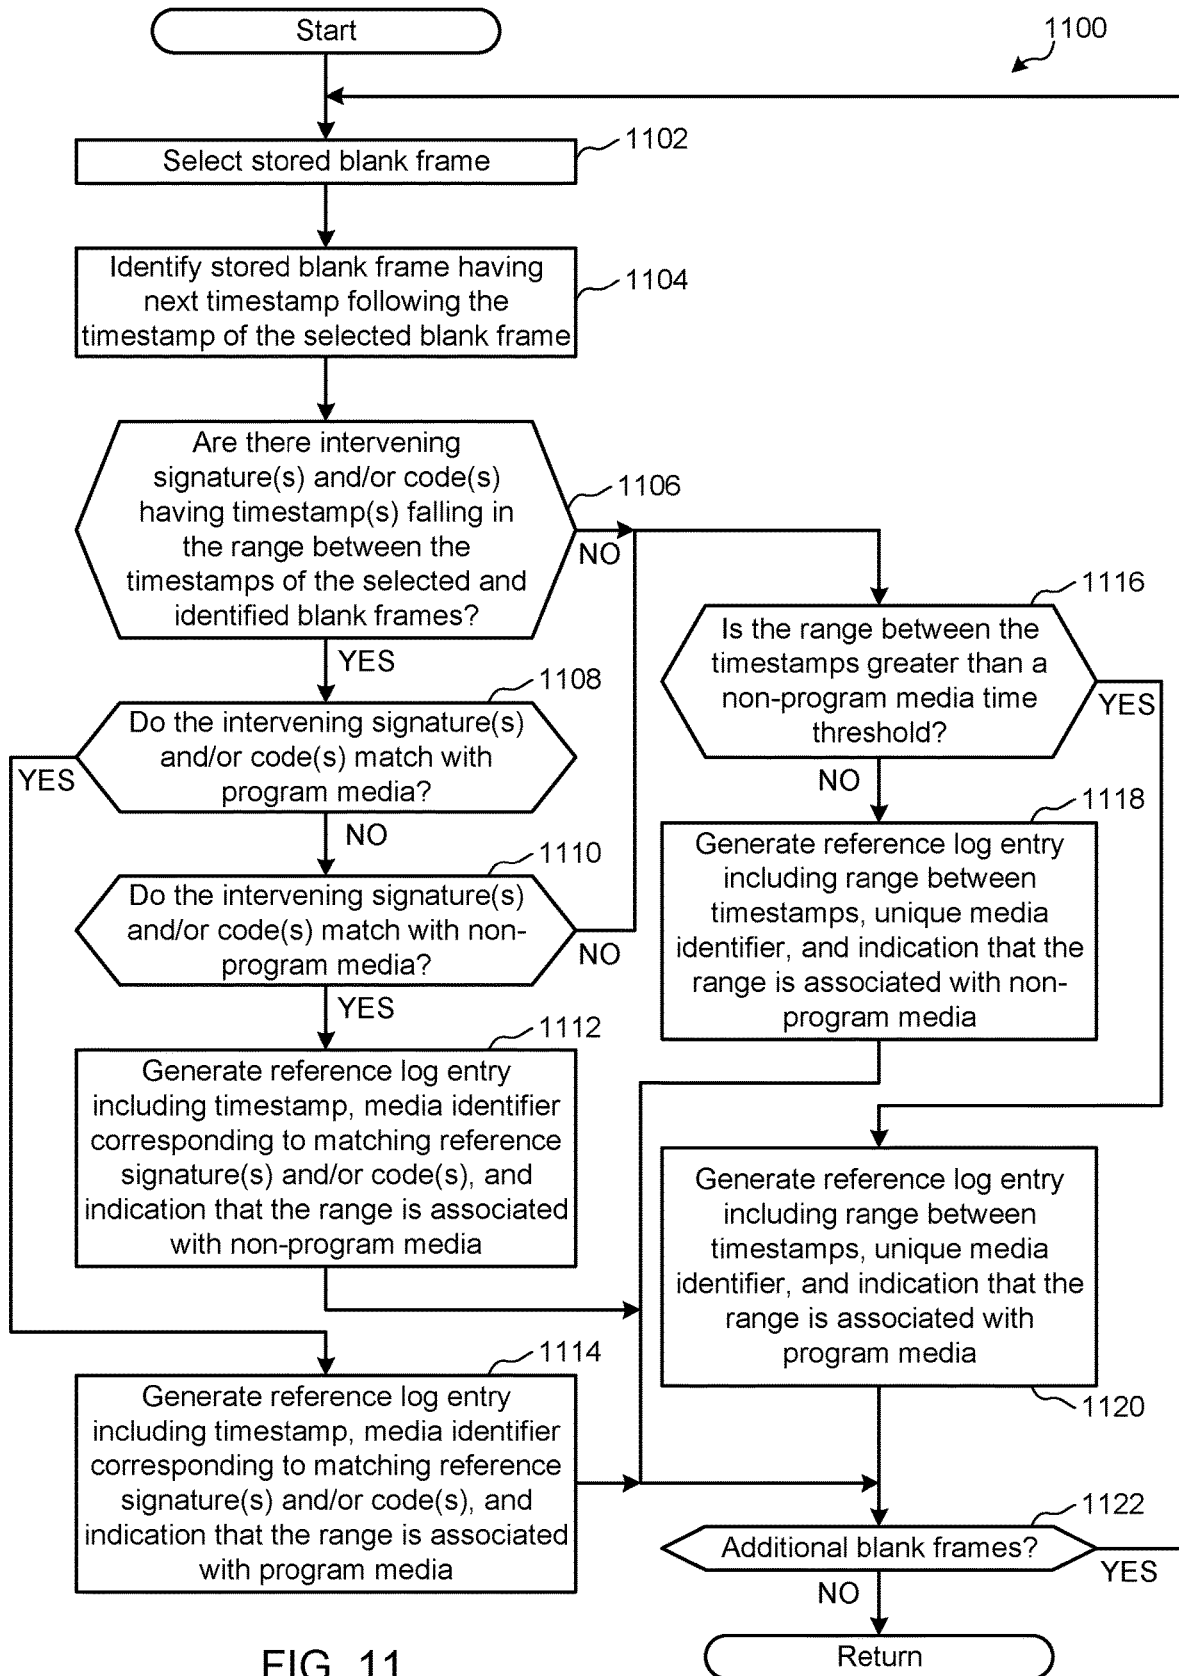 Start
1100
1102
Select stored blank frame
1104
Identify stored blank frame having
next timestamp following the
timestamp of the selected blank frame
Are there intervening
signature(s) and/or code(s)
having timestamp(s) falling in
the range between the
timestamps of the selected and
identified blank frames?
1106
NO
YES
1108
Do the intervening signature(s)
and/or code(s) match with
program media?
YES
NO
1110
Do the intervening signature(s)
and/or code(s) match with non-
program media?
NO
YES
1112
Generate reference log entry
including timestamp, media identifier
corresponding to matching reference
signature(s) and/or code(s), and
indication that the range is associated
with non-program media
1114
Generate reference log entry
including timestamp, media identifier
corresponding to matching reference
signature(s) and/or code(s), and
indication that the range is associated
with program media
1116
Is the range between the
timestamps greater than a
non-program media time
threshold?
YES
NO
1118
Generate reference log entry
including range between
timestamps, unique media
identifier, and indication that the
range is associated with non-
program media
Generate reference log entry
including range between
timestamps, unique media
identifier, and indication that the
range is associated with
program media
1120
1122
Additional blank frames?
YES
NO
Return
FIG. 11